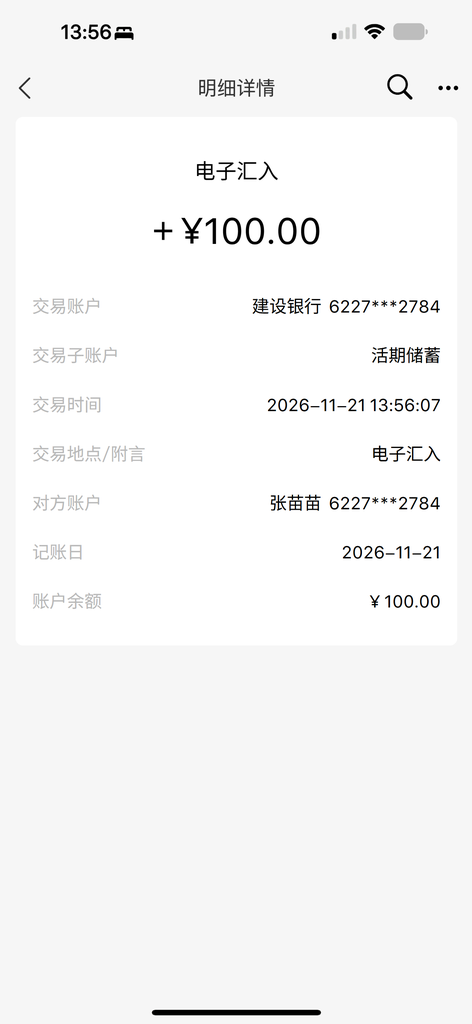 13:56
明细详情
电子汇入
+¥100.00
交易账户 建设银行 6227***2784
交易子账户 活期储蓄
交易时间 2026-11-21 13:56:07
交易地点/附言 电子汇入
对方账户 张苗苗 6227***2784
记账日 2026-11-21
账户余额 ¥100.00